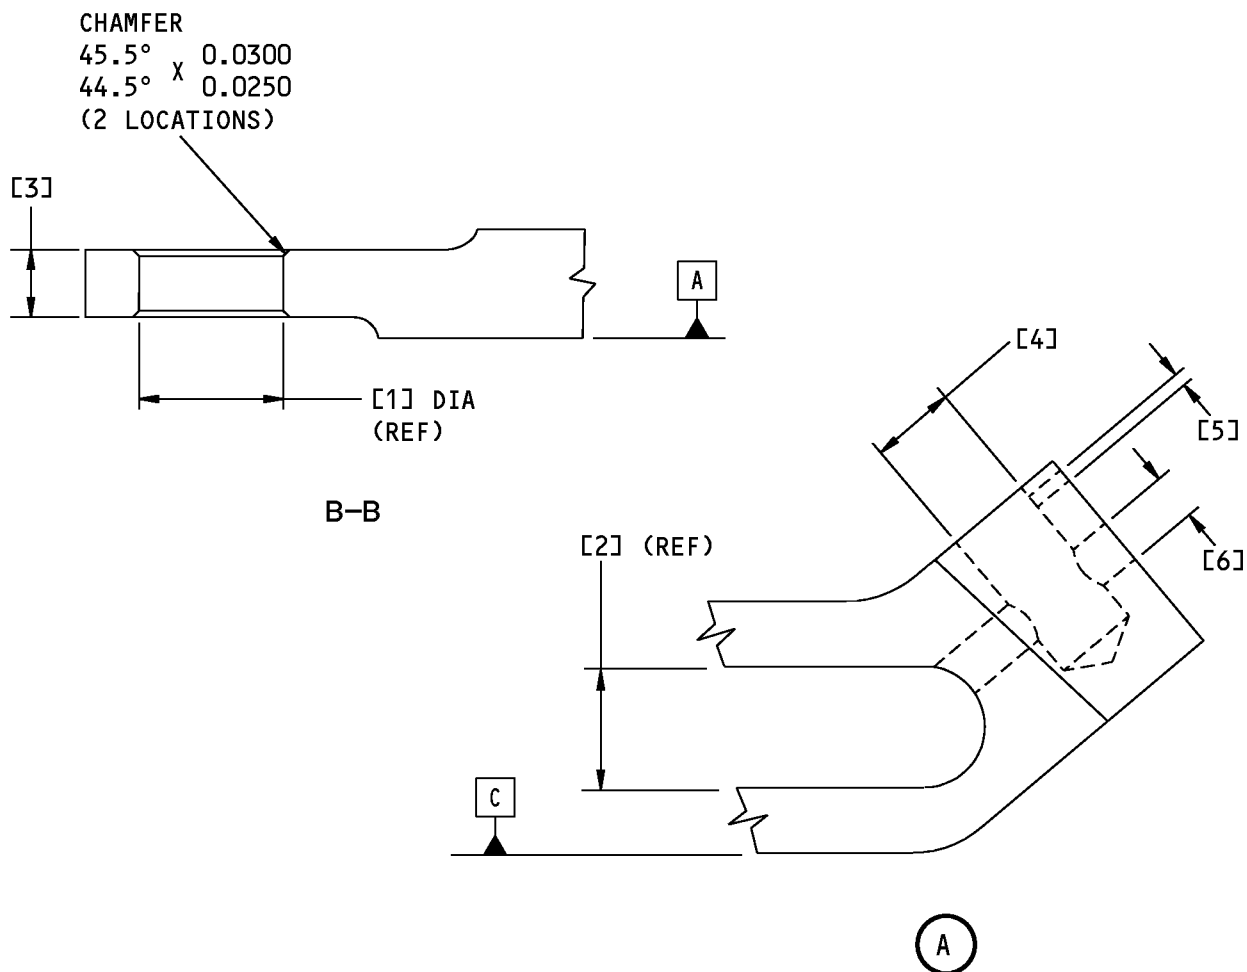 CHAMFER
45.5° X 0.0300
44.5° 0.0250
(2 LOCATIONS)
[3]
A
[4]
[1] DIA
(REF)
[5]
B-B
[2] (REF)
[6]
C
A